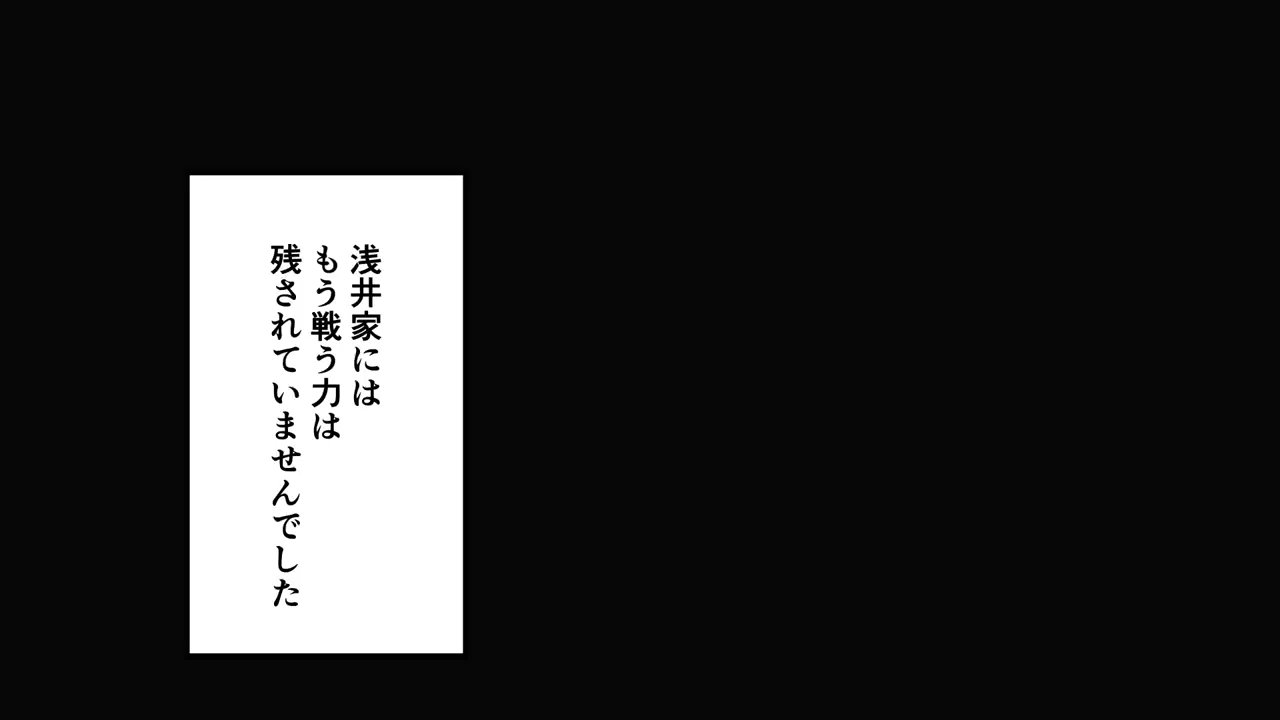 浅井家には
もう戦う力は
残されていませんでした